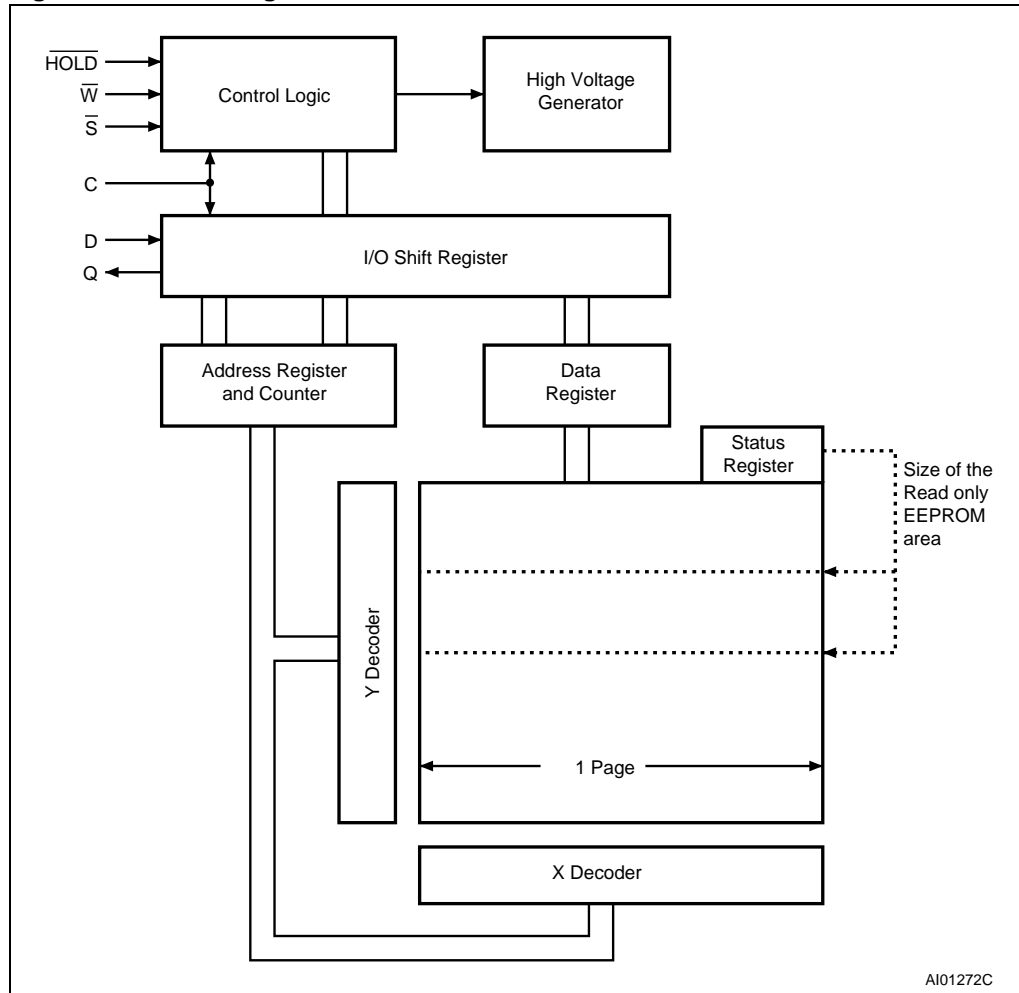 HOLD
W
S
C
D
Q
Control Logic
High Voltage
Generator
I/O Shift Register
Address Register
and Counter
Data
Register
Status
Register
Size of the
Read only
EEPROM
area
Y Decoder
1 Page
X Decoder
AI01272C